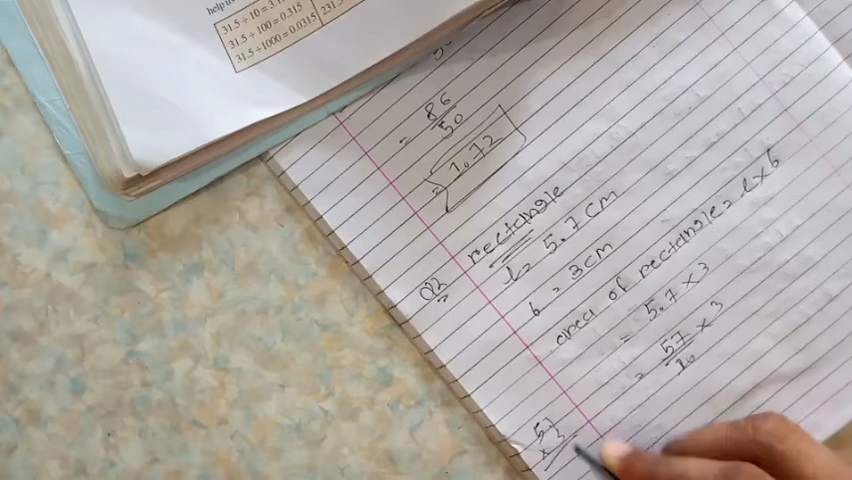 31.5 ÷ 100 = 0.315
31.5 ÷ 1000 = 0.0315
= 86/50
= 1.72
Q2 rectangle
l = 5.7 cm
b = 3 cm
area of rectangle = l × b
= 5.7 × 3
= 57/10 × 3
× 3